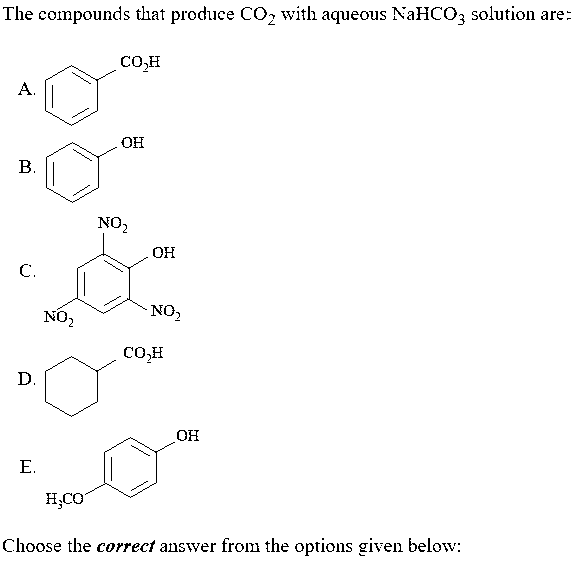 The compounds that produce CO₂ with aqueous NaHCO₃ solution are:
CO₂H
A.
OH
B.
NO₂
OH
C.
NO₂
NO₂
CO₂H
D.
OH
E.
H₃CO
Choose the correct answer from the options given below: